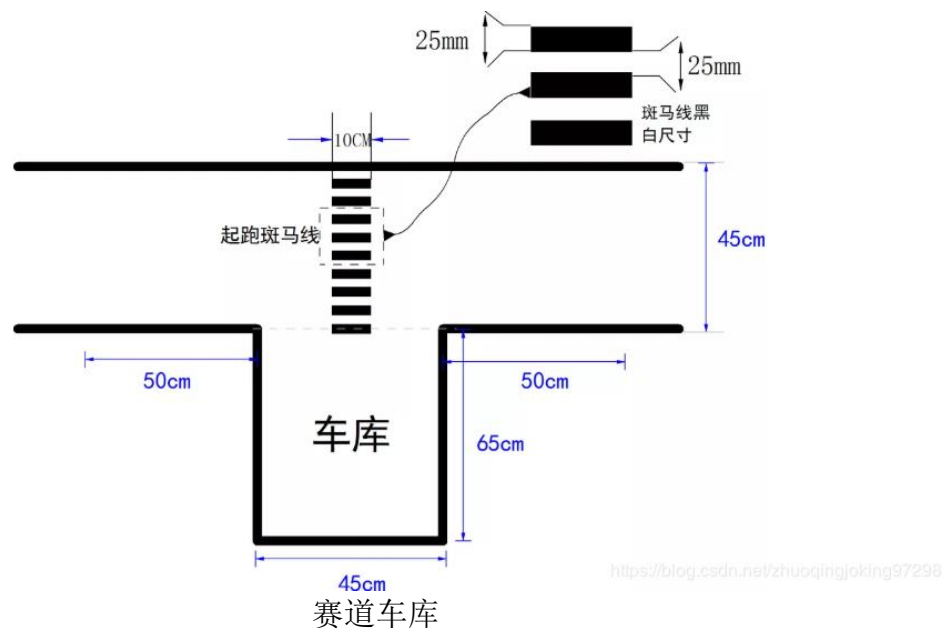 25mm
25mm
斑马线黑
白尺寸
10CM
起跑斑马线
45cm
50cm
50cm
车库
65cm
45cm
https://blog.csdn.net/zhuoqingjoking97298
赛道车库